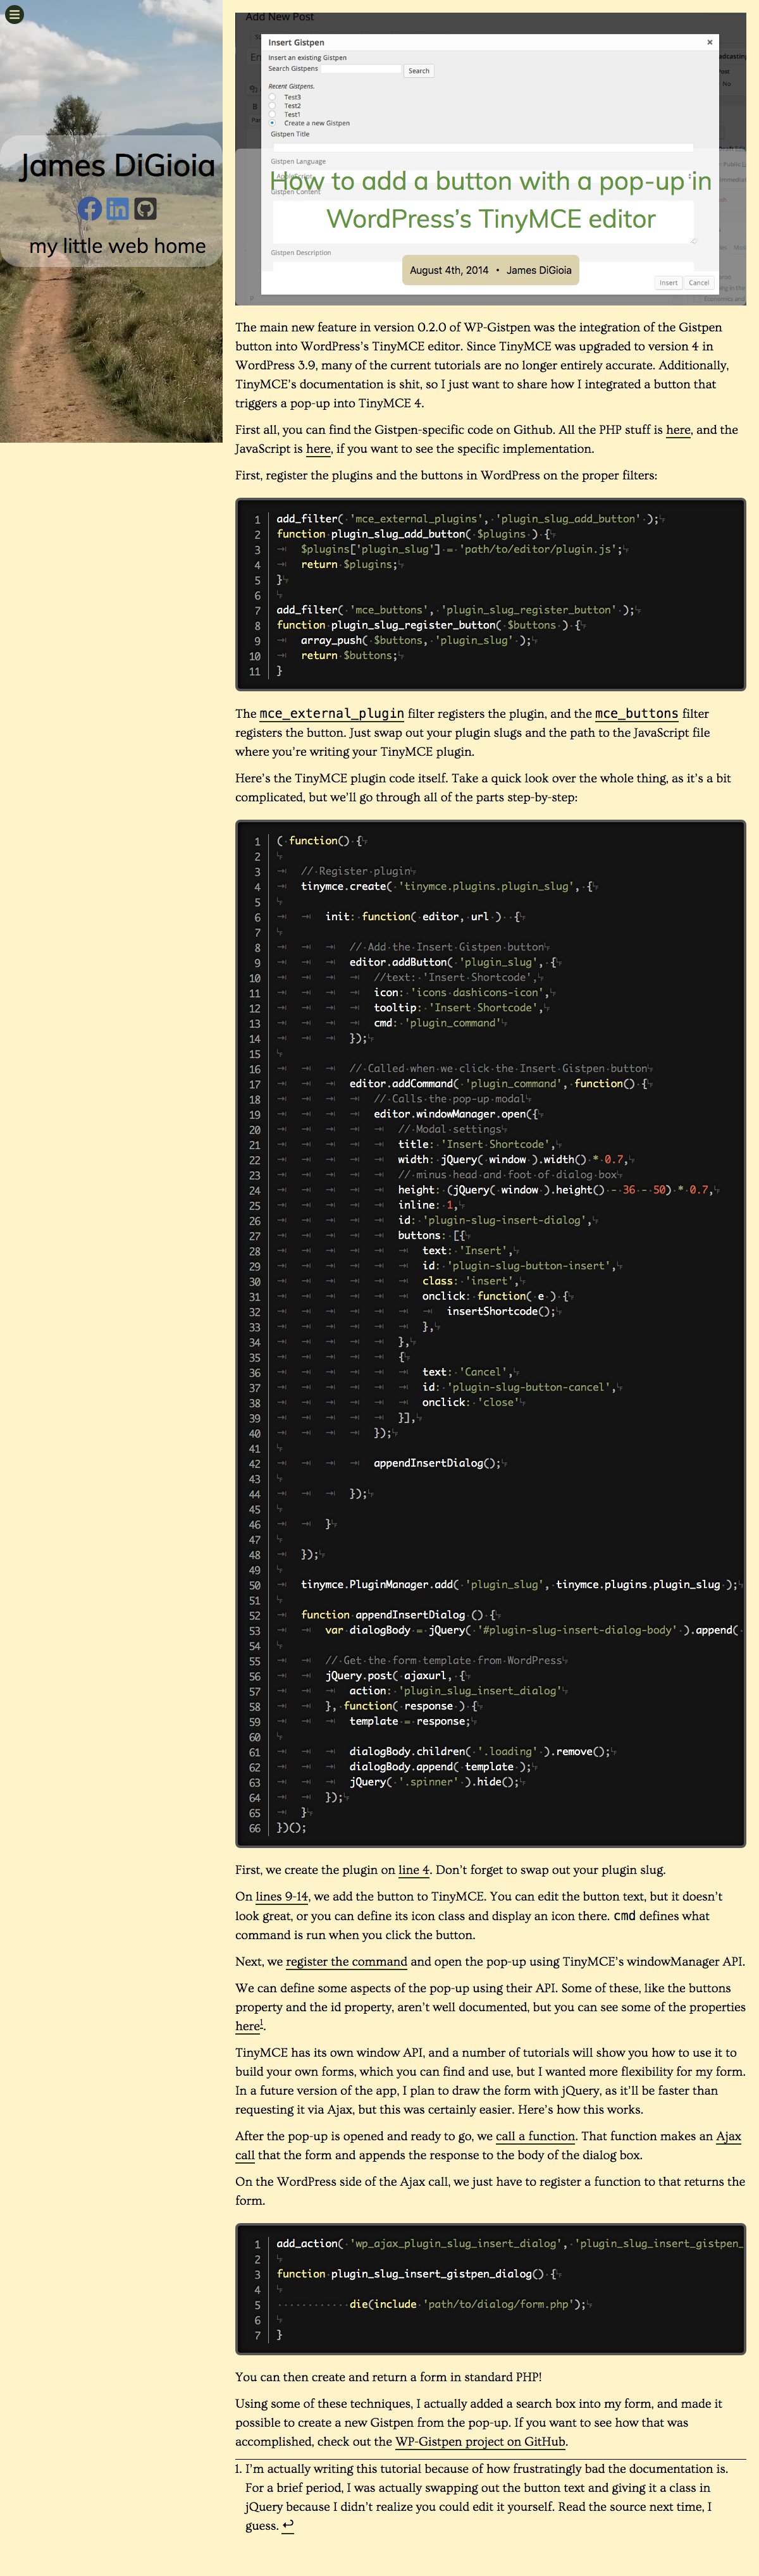 James DiGioia
my little web home
Add New Post
Insert Gistpen
Insert an existing Gistpen
Search Gistpens
Search
Recent Gistpens.
Test3
Test2
Test1
Create a new Gistpen
Gistpen Title
Gistpen Language
AppleScript
Gistpen Content
Gistpen Description
Insert
Cancel
How to add a button with a pop-up in
WordPress’s TinyMCE editor
August 4th, 2014 • James DiGioia
The main new feature in version 0.2.0 of WP-Gistpen was the integration of the Gistpen
button into WordPress’s TinyMCE editor. Since TinyMCE was upgraded to version 4 in
WordPress 3.9, many of the current tutorials are no longer entirely accurate. Additionally,
TinyMCE’s documentation is shit, so I just want to share how I integrated a button that
triggers a pop-up into TinyMCE 4.
First all, you can find the Gistpen-specific code on Github. All the PHP stuff is here, and the
JavaScript is here, if you want to see the specific implementation.
First, register the plugins and the buttons in WordPress on the proper filters:
1 add_filter( 'mce_external_plugins', 'plugin_slug_add_button' );
2 function plugin_slug_add_button( $plugins ) {
3 $plugins['plugin_slug'] = 'path/to/editor/plugin.js';
4 return $plugins;
5 }
6
7 add_filter( 'mce_buttons', 'plugin_slug_register_button' );
8 function plugin_slug_register_button( $buttons ) {
9 array_push( $buttons, 'plugin_slug' );
10 return $buttons;
11 }
The mce_external_plugin filter registers the plugin, and the mce_buttons filter
registers the button. Just swap out your plugin slugs and the path to the JavaScript file
where you’re writing your TinyMCE plugin.
Here’s the TinyMCE plugin code itself. Take a quick look over the whole thing, as it’s a bit
complicated, but we’ll go through all of the parts step-by-step:
1 ( function() {
2
3 // Register plugin
4 tinymce.create( 'tinymce.plugins.plugin_slug', {
5
6 init: function( editor, url )  {
7
8 // Add the Insert Gistpen button
9 editor.addButton( 'plugin_slug', {
10 //text: 'Insert Shortcode',
11 icon: 'icons dashicons-icon',
12 tooltip: 'Insert Shortcode',
13 cmd: 'plugin_command'
14 });
15
16 // Called when we click the Insert Gistpen button
17 editor.addCommand( 'plugin_command', function() {
18 // Calls the pop-up modal
19 editor.windowManager.open({
20 // Modal settings
21 title: 'Insert Shortcode',
22 width: jQuery( window ).width() * 0.7,
23 // minus head and foot of dialog box
24 height: (jQuery( window ).height() - 36 - 50) * 0.7,
25 inline: 1,
26 id: 'plugin-slug-insert-dialog',
27 buttons: [{
28 text: 'Insert',
29 id: 'plugin-slug-button-insert',
30 class: 'insert',
31 onclick: function( e ) {
32 insertShortcode();
33 },
34 },
35 {
36 text: 'Cancel',
37 id: 'plugin-slug-button-cancel',
38 onclick: 'close'
39 }],
40 });
41
42 appendInsertDialog();
43
44 });
45
46 }
47
48 });
49
50 tinymce.PluginManager.add( 'plugin_slug', tinymce.plugins.plugin_slug );
51
52 function appendInsertDialog () {
53 var dialogBody = jQuery( '#plugin-slug-insert-dialog-body' ).append(
54
55 // Get the form template from WordPress
56 jQuery.post( ajaxurl, {
57 action: 'plugin_slug_insert_dialog'
58 }, function( response ) {
59 template = response;
60
61 dialogBody.children( '.loading' ).remove();
62 dialogBody.append( template );
63 jQuery( '.spinner' ).hide();
64 });
65 }
66 })();
First, we create the plugin on line 4. Don’t forget to swap out your plugin slug.
On lines 9-14, we add the button to TinyMCE. You can edit the button text, but it doesn’t
look great, or you can define its icon class and display an icon there. cmd defines what
command is run when you click the button.
Next, we register the command and open the pop-up using TinyMCE’s windowManager API.
We can define some aspects of the pop-up using their API. Some of these, like the buttons
property and the id property, aren’t well documented, but you can see some of the properties
here1.
TinyMCE has its own window API, and a number of tutorials will show you how to use it to
build your own forms, which you can find and use, but I wanted more flexibility for my form.
In a future version of the app, I plan to draw the form with jQuery, as it’ll be faster than
requesting it via Ajax, but this was certainly easier. Here’s how this works.
After the pop-up is opened and ready to go, we call a function. That function makes an Ajax
call that the form and appends the response to the body of the dialog box.
On the WordPress side of the Ajax call, we just have to register a function to that returns the
form.
1 add_action( 'wp_ajax_plugin_slug_insert_dialog', 'plugin_slug_insert_gistpen_
2
3 function plugin_slug_insert_gistpen_dialog() {
4
5 die(include 'path/to/dialog/form.php');
6
7 }
You can then create and return a form in standard PHP!
Using some of these techniques, I actually added a search box into my form, and made it
possible to create a new Gistpen from the pop-up. If you want to see how that was
accomplished, check out the WP-Gistpen project on GitHub.
1. I’m actually writing this tutorial because of how frustratingly bad the documentation is.
For a brief period, I was actually swapping out the button text and giving it a class in
jQuery because I didn’t realize you could edit it yourself. Read the source next time, I
guess. ↩